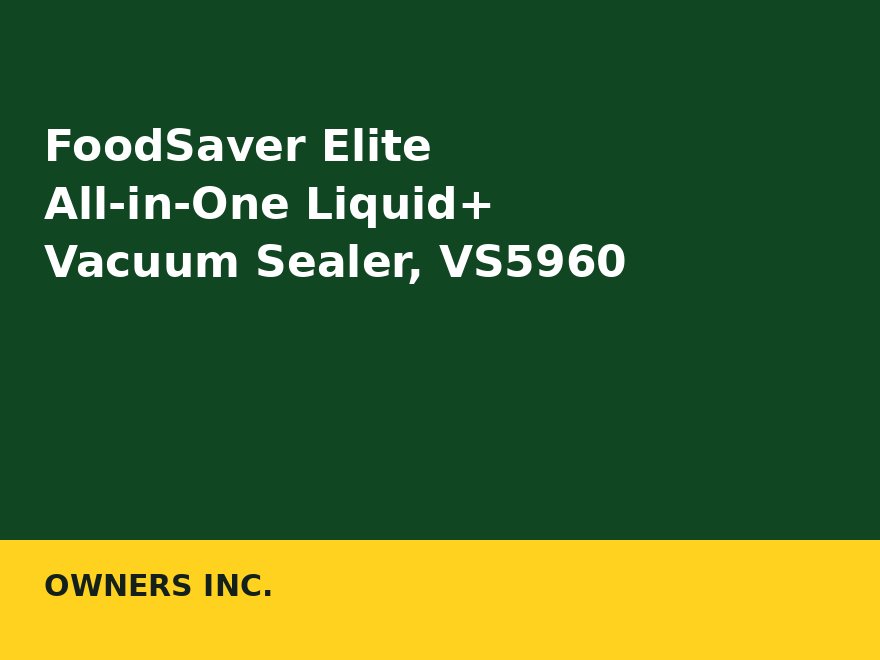 FoodSaver Elite
All-in-One Liquid+
Vacuum Sealer, VS5960
OWNERS INC.